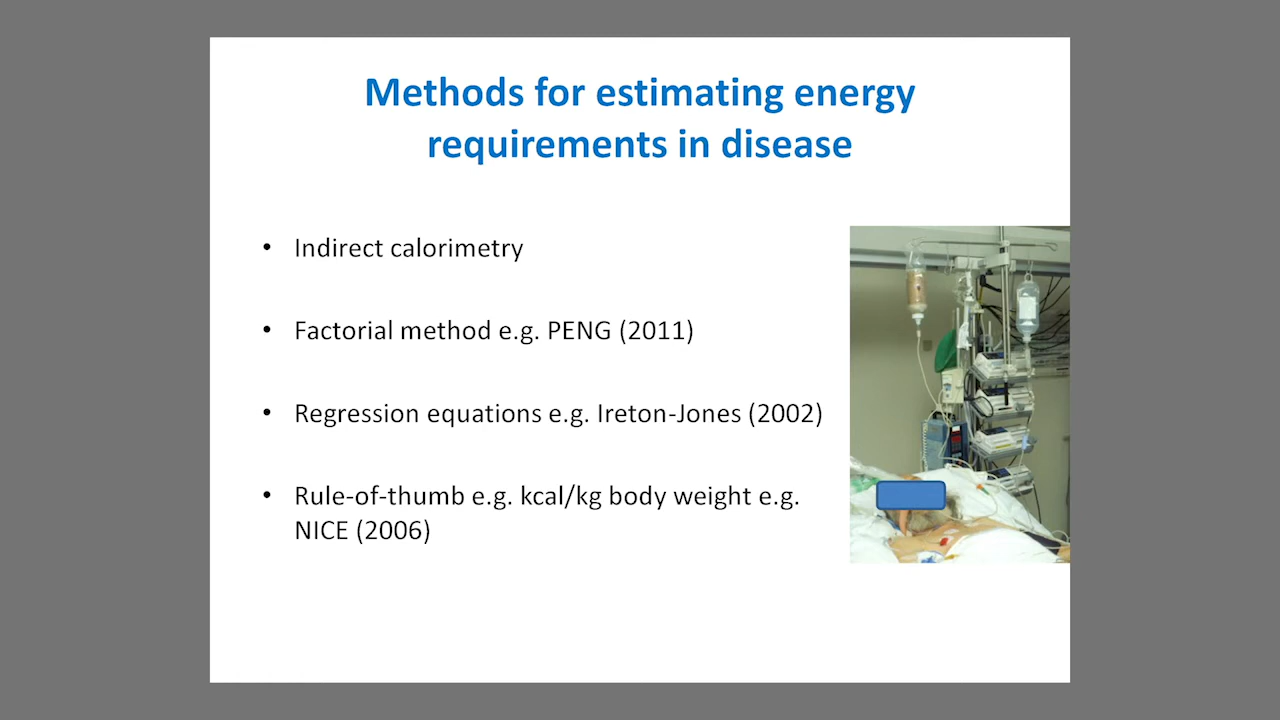 Methods for estimating energy
requirements in disease
• Indirect calorimetry
• Factorial method e.g. PENG (2011)
• Regression equations e.g. Ireton-Jones (2002)
• Rule-of-thumb e.g. kcal/kg body weight e.g.
NICE (2006)